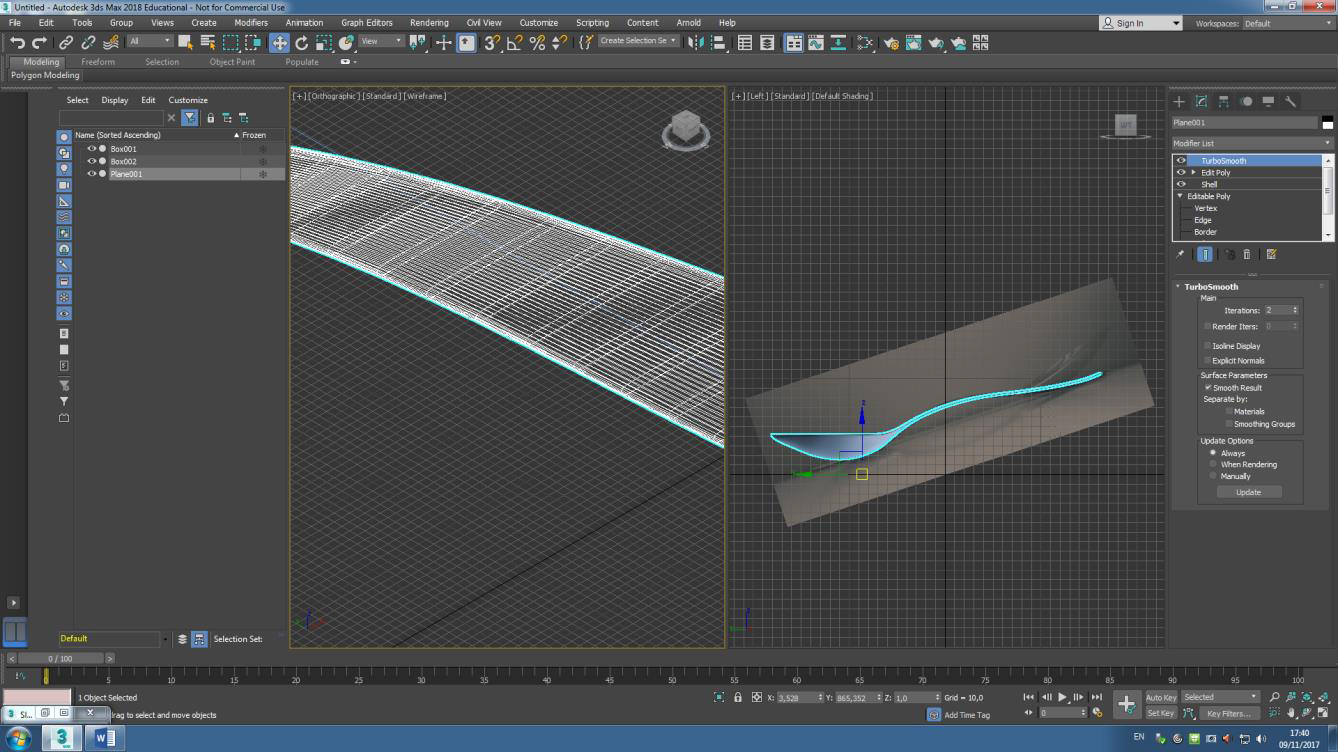 Untitled - Autodesk 3ds Max 2018 Educational - Not for Commercial Use
File Edit Tools Group Views Create Modifiers Animation Graph Editors Rendering Civil View Customize Scripting Content Arnold Help
Sign In Workspaces: Default
All View Create Selection Se
Modeling Freeform Selection Object Paint Populate
Polygon Modeling
Select Display Edit Customize
Name (Sorted Ascending) Frozen
Box001
Box002
Plane001
[+] [Orthographic] [Standard] [Wireframe]
[+] [Left] [Standard] [Default Shading]
Plane001
Modifier List
TurboSmooth
Edit Poly
Shell
Editable Poly
Vertex
Edge
Border
TurboSmooth
Main
Iterations: 2
Render Iters: 0
Isoline Display
Explicit Normals
Surface Parameters
Smooth Result
Separate by:
Materials
Smoothing Groups
Update Options
Always
When Rendering
Manually
Update
Default Selection Set:
0 / 100
0 5 10 15 20 25 30 35 40 45 50 55 60 65 70 75 80 85 90 95 100
1 Object Selected X: 3,528 Y: 865,352 Z: 1,0 Grid = 10,0 Auto Key Selected
drag to select and move objects Add Time Tag 0 Set Key Key Filters...
EN 17:40
09/11/2017